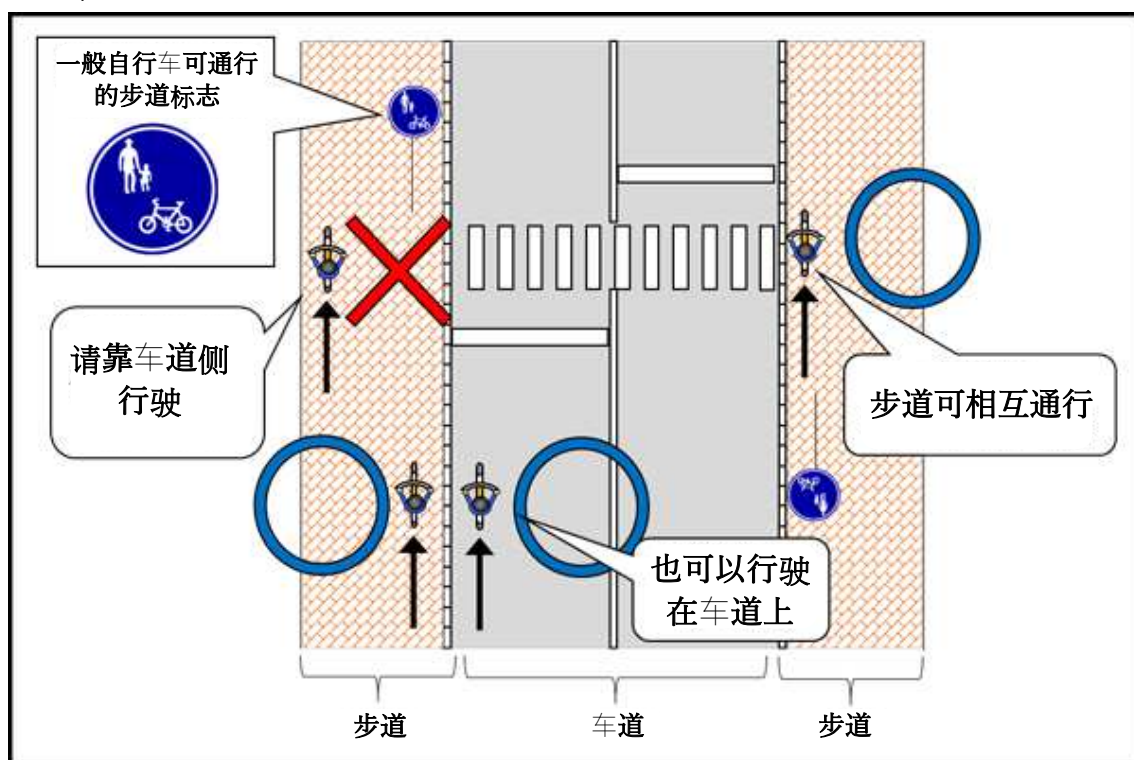 一般自行车可通行
的步道标志
请靠车道侧
行驶
步道可相互通行
也可以行驶
在车道上
步道
车道
步道